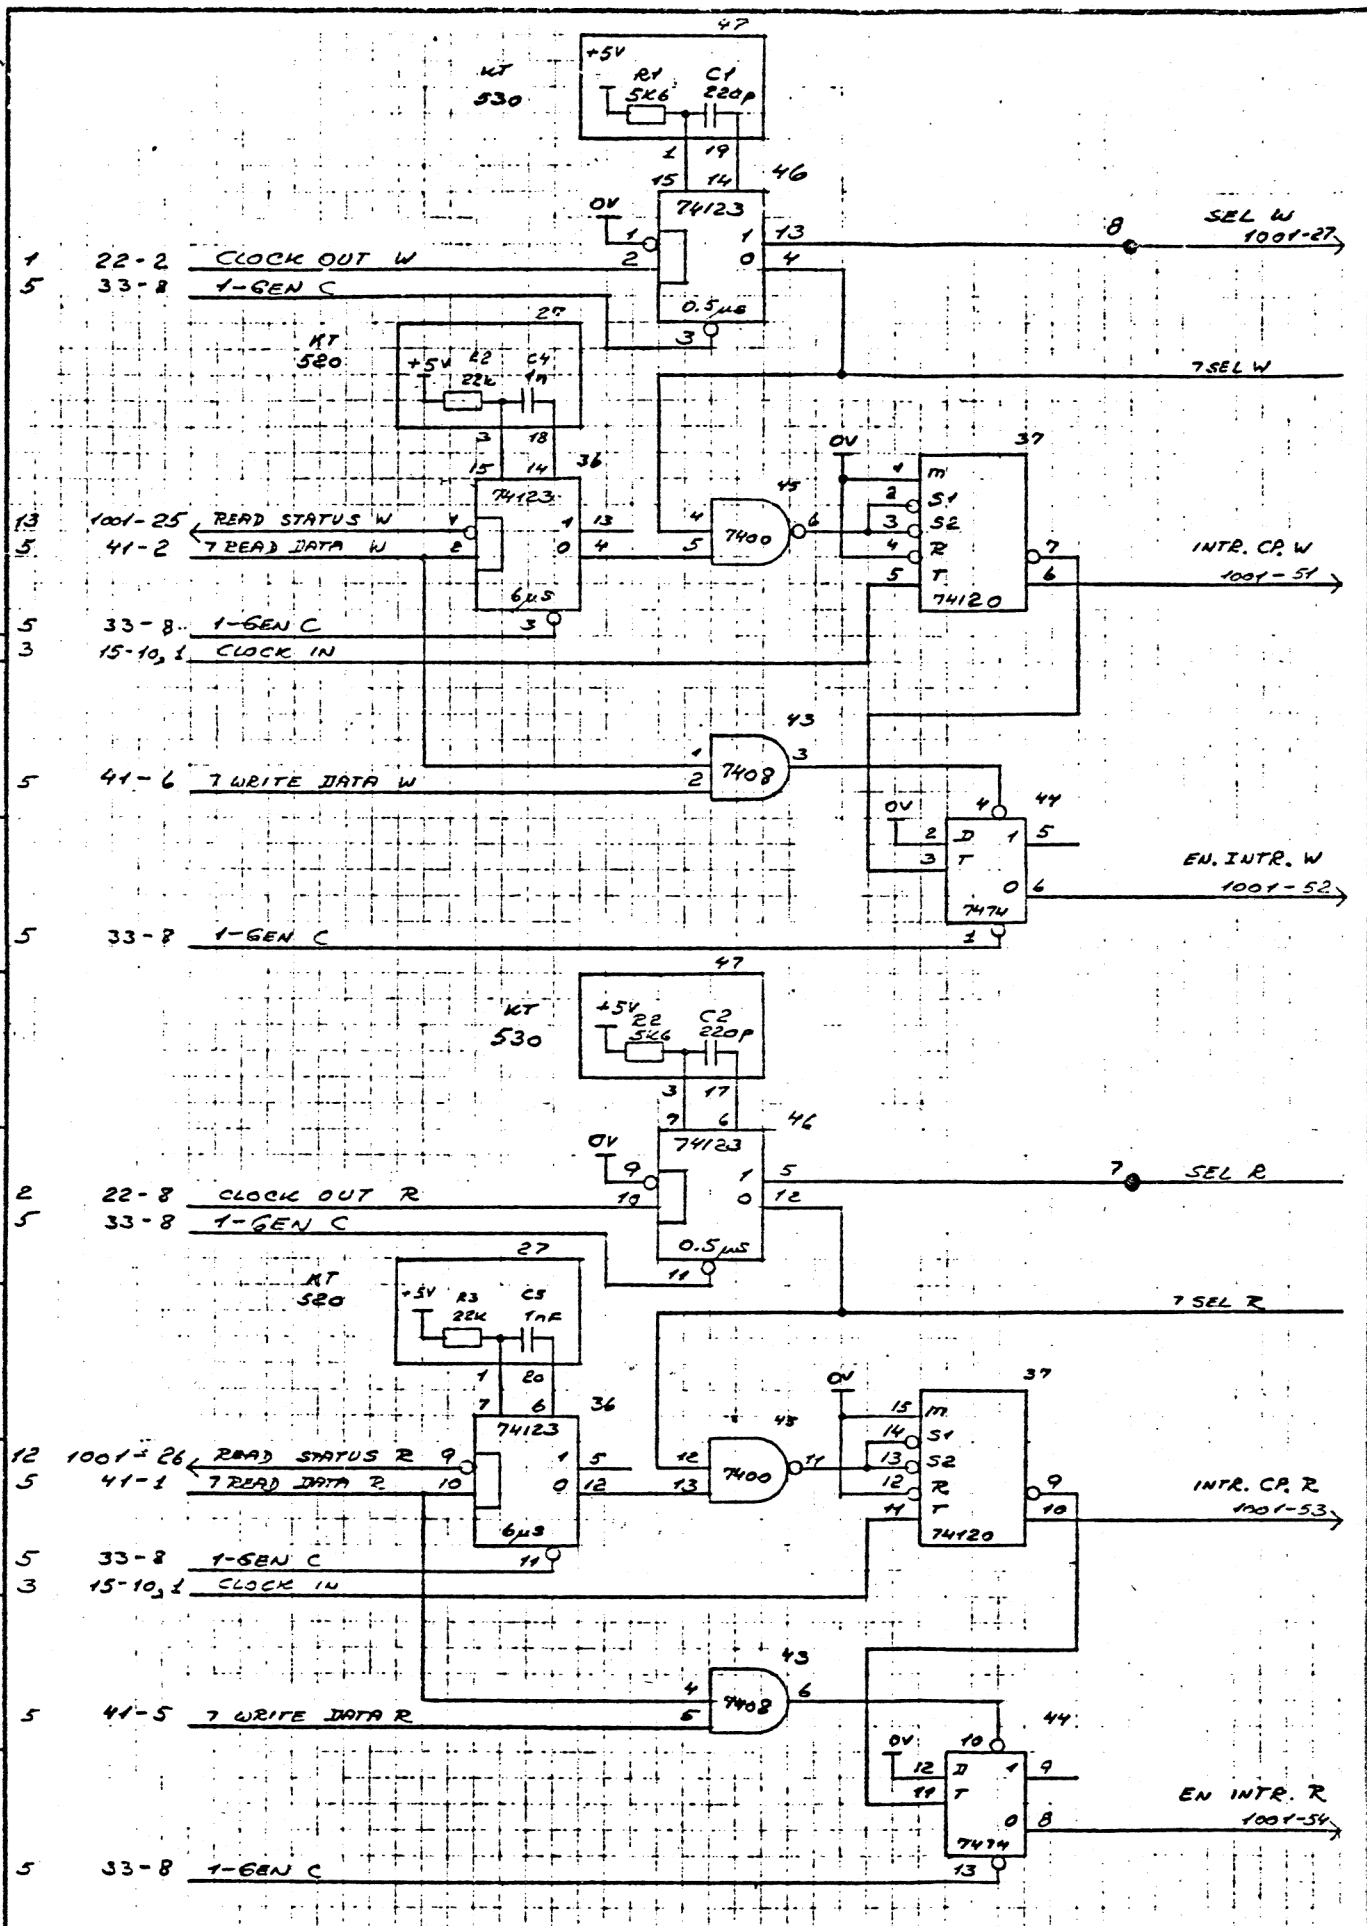 47
+5V
KT
530
R1
5K6
C1
220p
1 19
15 14 46
74123
0V
1
2
1 13
0 4
8
SEL W
1001-27
1 22-2 CLOCK OUT W
5 33-8 1-GEN C
0.5µs
3
27
KT
520
+5V
R2
22K
C4
1n
3 18
15 14 36
74123
7 SEL W
37
0V
1 M
2 S1
3 S2
4 R
5 T
74120
7
6
45
4
5
7400
6
13 1001-25 READ STATUS W 1
5 41-2 7 READ DATA W 2
1 13
0 4
INTR. CP. W
1001-51
6µs
3
5 33-8 1-GEN C
3 15-10,1 CLOCK IN
43
1
2
7408
3
5 41-6 7 WRITE DATA W
0V
4 44
2 D 1 5
3 T
0 6
7474
1
EN. INTR. W
1001-52
5 33-8 1-GEN C
47
KT
530
+5V
R2
5K6
C2
220p
3 17
7 6 46
74123
0V
9
10
1 5
0 12
7
SEL R
2 22-8 CLOCK OUT R
5 33-8 1-GEN C
0.5µs
11
27
KT
520
+5V
R3
22K
C5
1nF
1 20
7 6 36
74123
7 SEL R
37
0V
15 M
14 S1
13 S2
12 R
11 T
74120
9
10
45
12
13
7400
11
12 1001-26 READ STATUS R 9
5 41-1 7 READ DATA R 10
1 5
0 12
INTR. CP. R
1001-53
6µs
11
5 33-8 1-GEN C
3 15-10,1 CLOCK IN
43
4
5
7408
6
5 41-5 7 WRITE DATA R
0V
10 44
12 D 1 9
11 T
0 8
7474
13
EN INTR. R
1001-54
5 33-8 1-GEN C